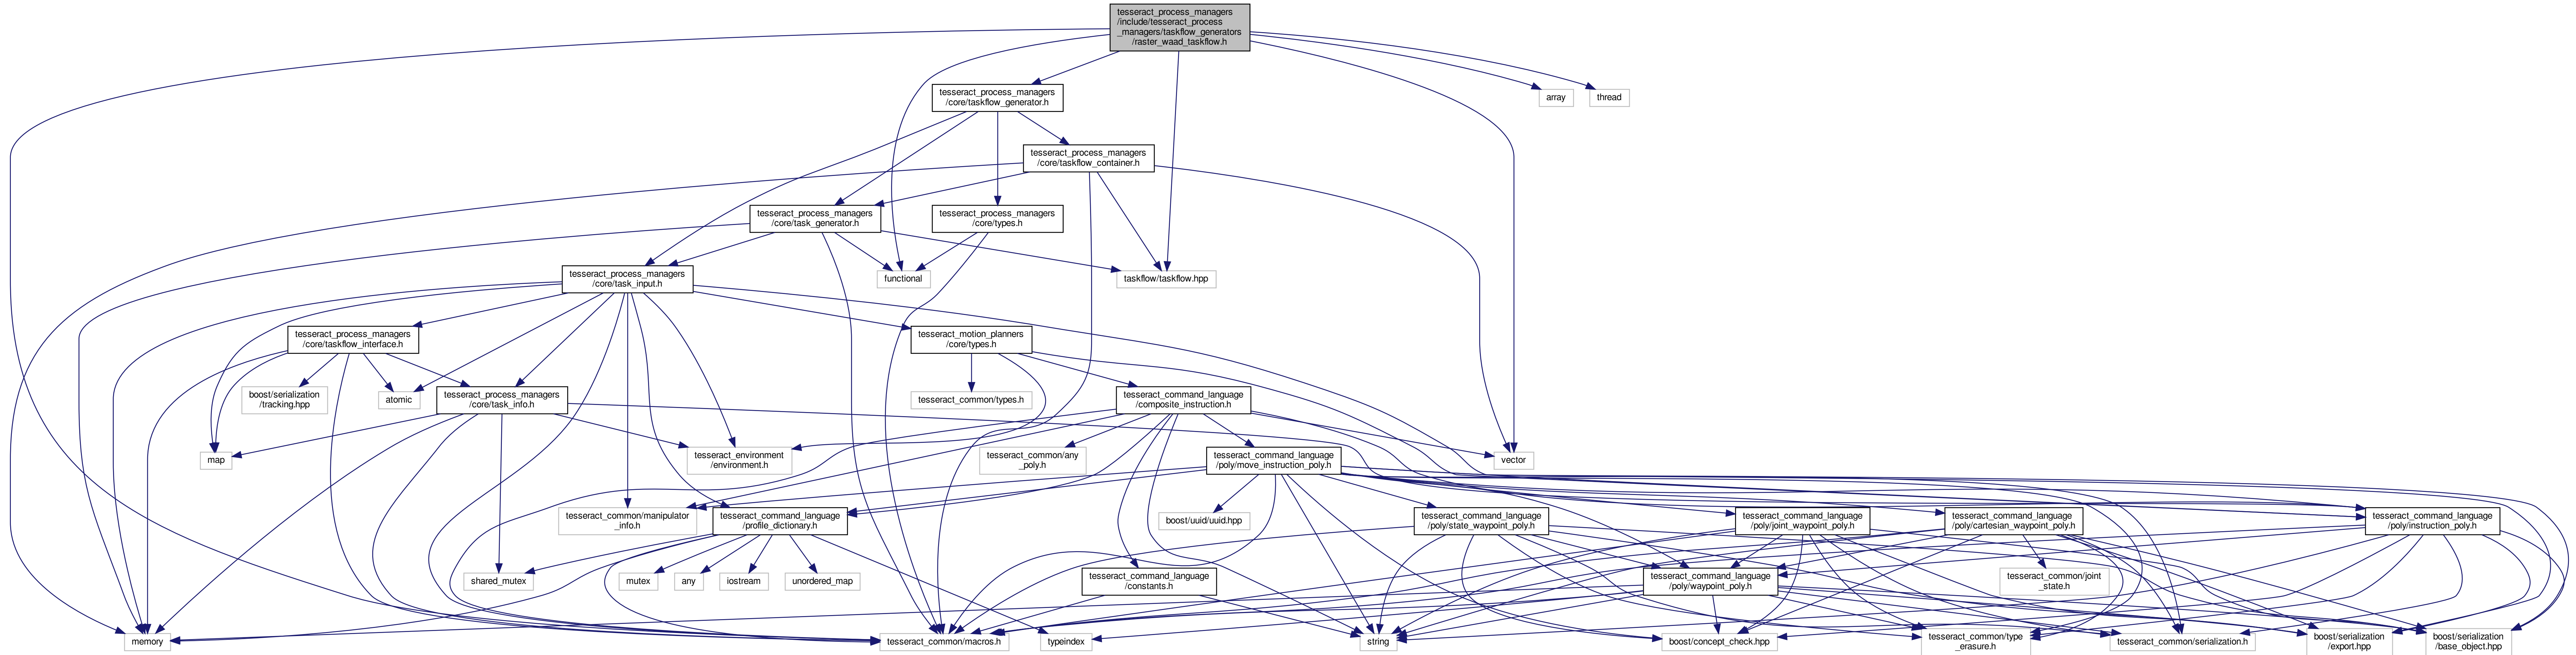 tesseract_process_managers
/include/tesseract_process
_managers/taskflow_generators
/raster_waad_taskflow.h
tesseract_process_managers
/core/taskflow_generator.h
array
thread
tesseract_process_managers
/core/taskflow_container.h
tesseract_process_managers
/core/task_generator.h
tesseract_process_managers
/core/types.h
tesseract_process_managers
/core/task_input.h
functional
taskflow/taskflow.hpp
tesseract_process_managers
/core/taskflow_interface.h
tesseract_motion_planners
/core/types.h
boost/serialization
/tracking.hpp
atomic
tesseract_process_managers
/core/task_info.h
tesseract_common/types.h
tesseract_command_language
/composite_instruction.h
map
tesseract_environment
/environment.h
tesseract_common/any
_poly.h
tesseract_command_language
/poly/move_instruction_poly.h
vector
tesseract_common/manipulator
_info.h
tesseract_command_language
/profile_dictionary.h
boost/uuid/uuid.hpp
tesseract_command_language
/poly/state_waypoint_poly.h
tesseract_command_language
/poly/joint_waypoint_poly.h
tesseract_command_language
/poly/cartesian_waypoint_poly.h
tesseract_command_language
/poly/instruction_poly.h
shared_mutex
mutex
any
iostream
unordered_map
tesseract_command_language
/constants.h
tesseract_command_language
/poly/waypoint_poly.h
tesseract_common/joint
_state.h
memory
tesseract_common/macros.h
typeindex
string
boost/concept_check.hpp
tesseract_common/type
_erasure.h
tesseract_common/serialization.h
boost/serialization
/export.hpp
boost/serialization
/base_object.hpp